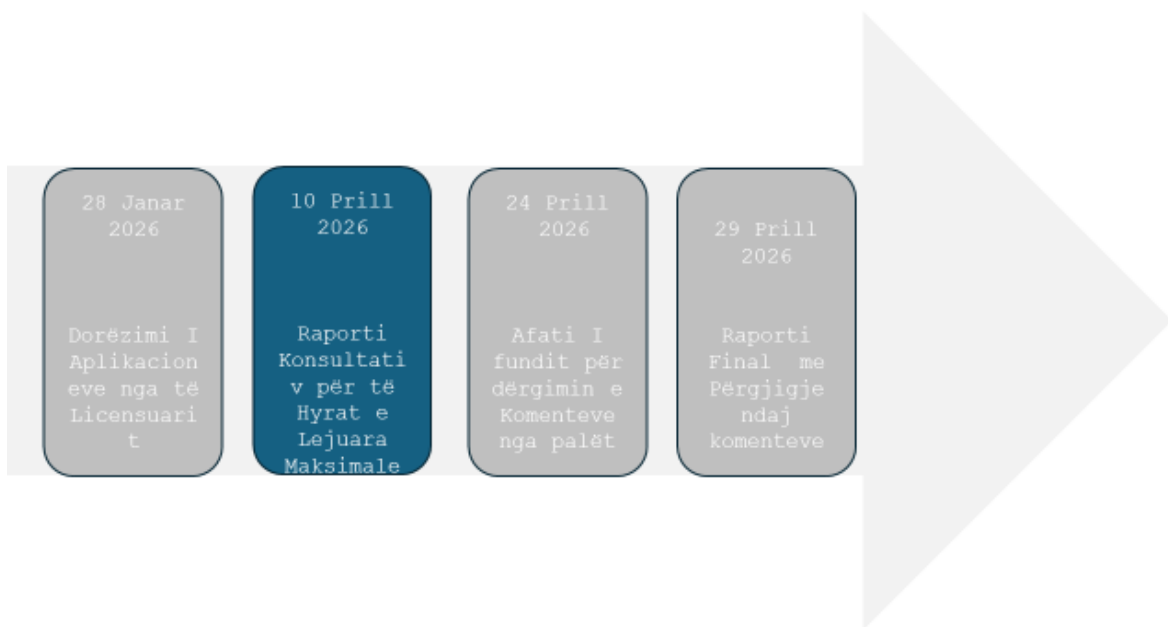 28 Janar
2026
Dorëzimi I
Aplikacion
eve nga të
Licensuari
t
10 Prill
2026
Raporti
Konsultati
v për të
Hyrat e
Lejuara
Maksimale
24 Prill
2026
Afati I
fundit për
dërgimin e
Komenteve
nga palët
29 Prill
2026
Raporti
Final me
Përgjigje
ndaj
komenteve